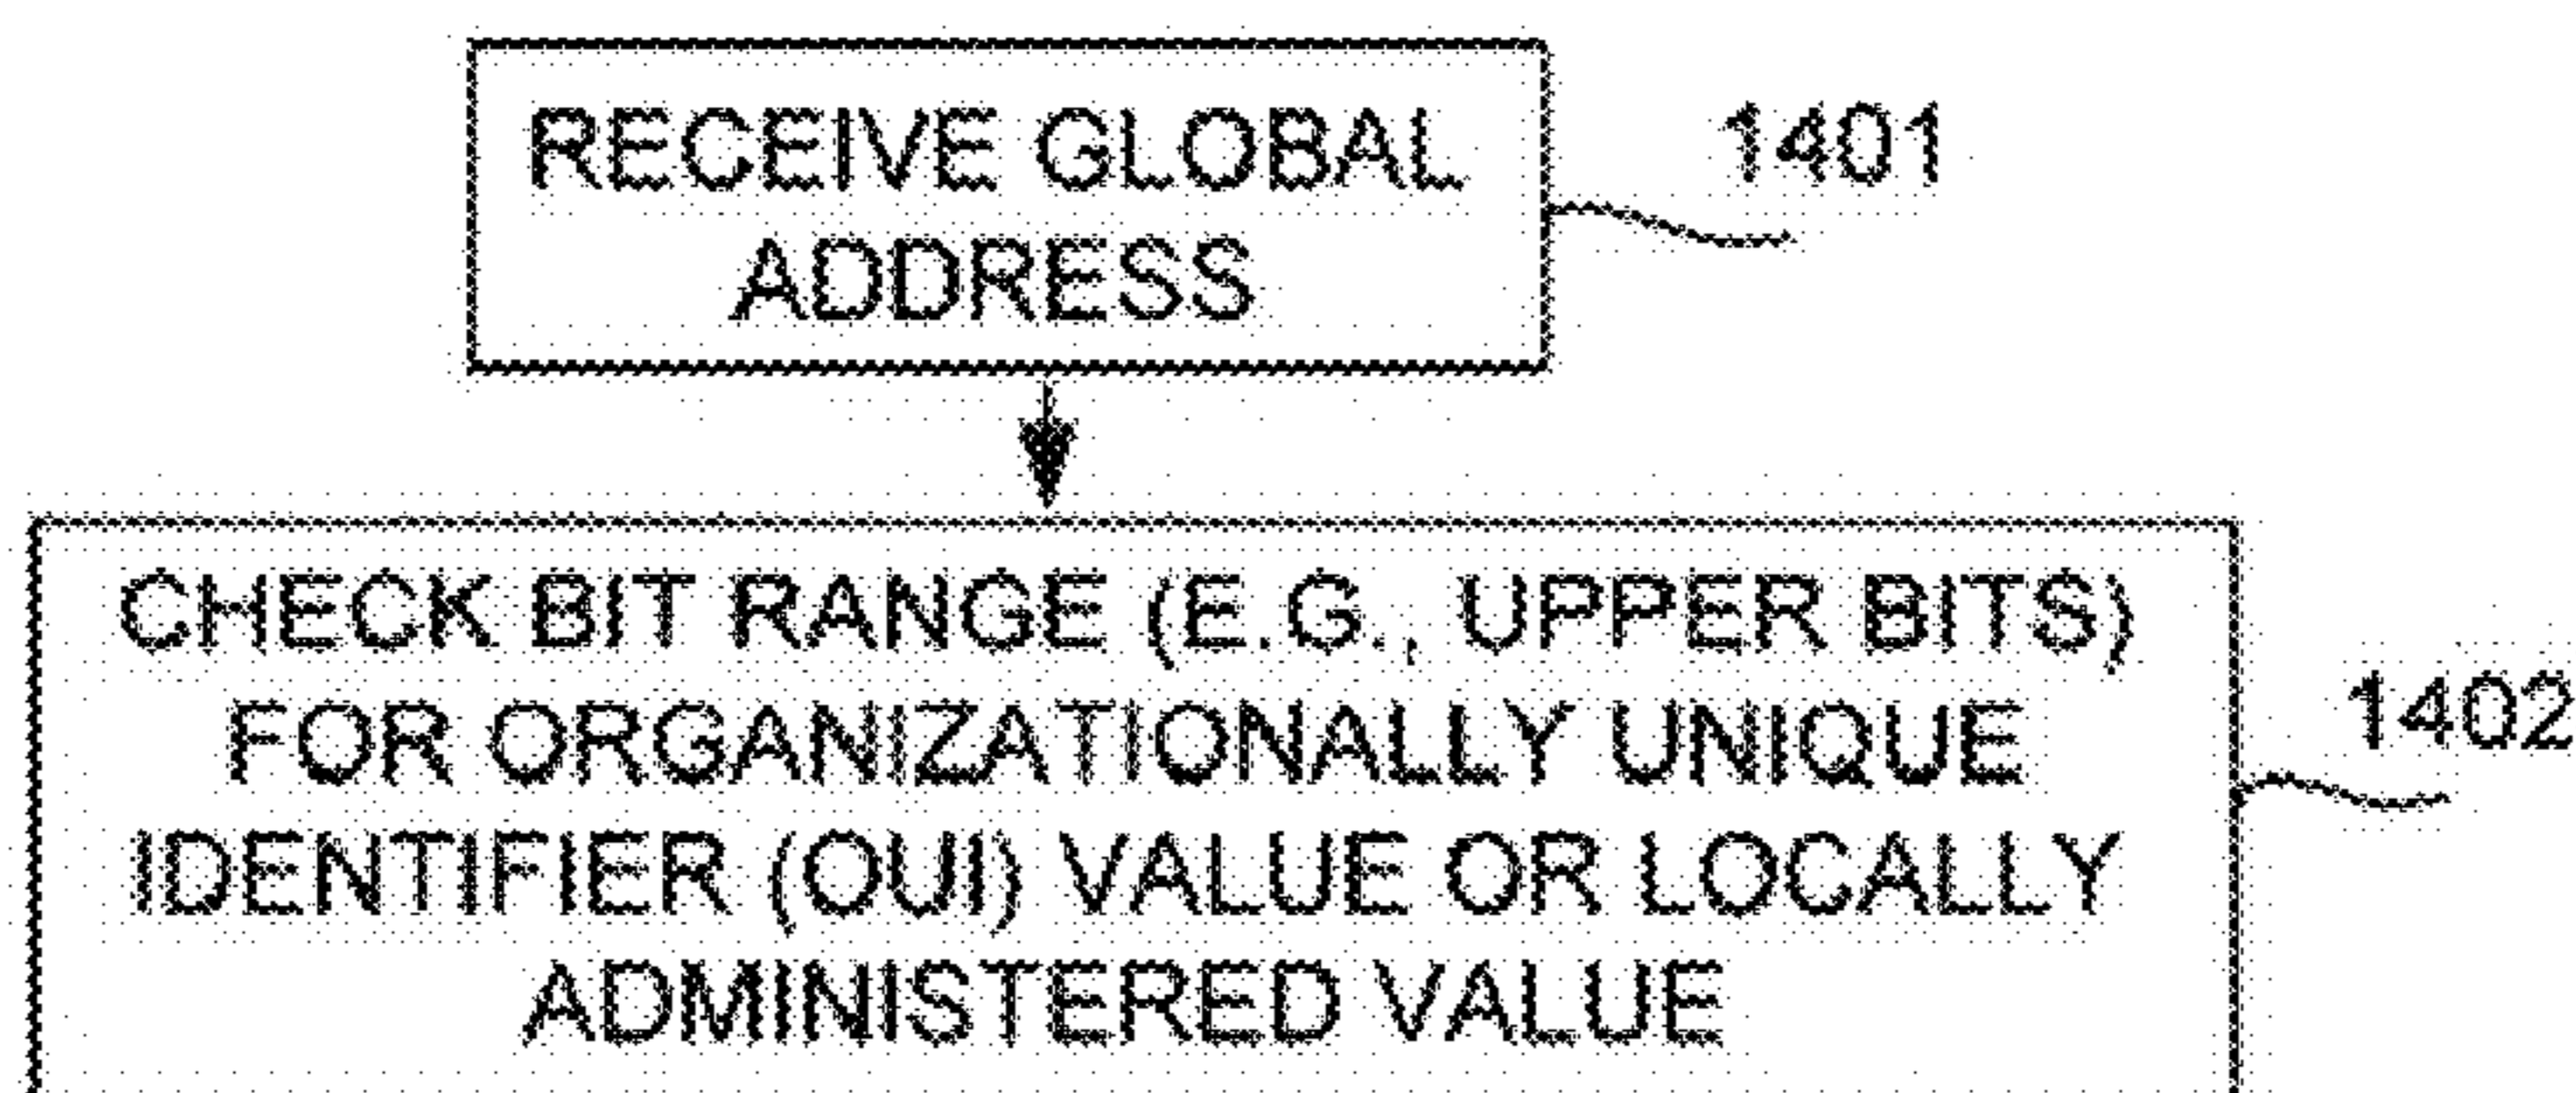 RECEIVE GLOBAL
ADDRESS
1401
CHECK BIT RANGE (E.G., UPPER BITS)
FOR ORGANIZATIONALLY UNIQUE
IDENTIFIER (OUI) VALUE OR LOCALLY
ADMINISTERED VALUE
1402